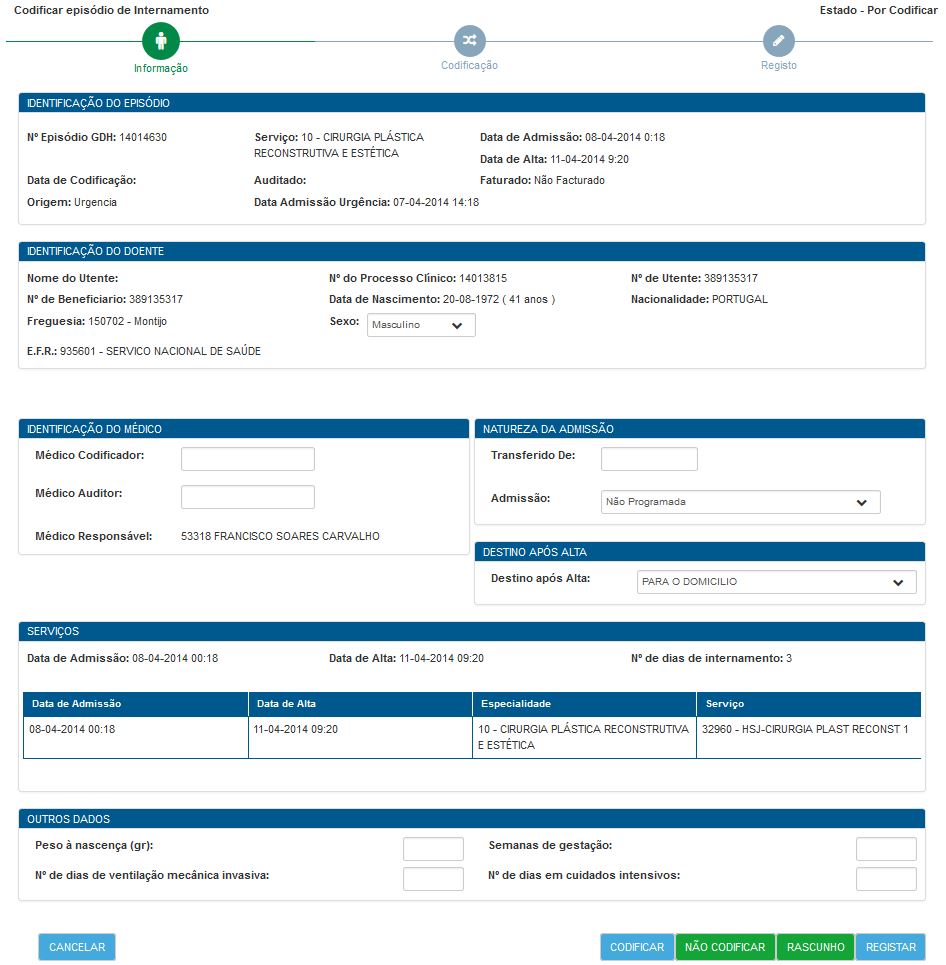 Codificar episódio de Internamento
Estado - Por Codificar
Informação
Codificação
Registo
IDENTIFICAÇÃO DO EPISÓDIO
Nº Episódio GDH: 14014630
Serviço: 10 - CIRURGIA PLÁSTICA
RECONSTRUTIVA E ESTÉTICA
Data de Admissão: 08-04-2014 0:18
Data de Alta: 11-04-2014 9:20
Data de Codificação:
Auditado:
Faturado: Não Facturado
Origem: Urgencia
Data Admissão Urgência: 07-04-2014 14:18
IDENTIFICAÇÃO DO DOENTE
Nome do Utente:
Nº do Processo Clínico: 14013815
Nº de Utente: 389135317
Nº de Beneficiario: 389135317
Data de Nascimento: 20-08-1972 ( 41 anos )
Nacionalidade: PORTUGAL
Freguesia: 150702 - Montijo
Sexo: Masculino
E.F.R.: 935601 - SERVICO NACIONAL DE SAÚDE
IDENTIFICAÇÃO DO MÉDICO
Médico Codificador:
Médico Auditor:
Médico Responsável: 53318 FRANCISCO SOARES CARVALHO
NATUREZA DA ADMISSÃO
Transferido De:
Admissão: Não Programada
DESTINO APÓS ALTA
Destino após Alta: PARA O DOMICILIO
SERVIÇOS
Data de Admissão: 08-04-2014 00:18
Data de Alta: 11-04-2014 09:20
Nº de dias de internamento: 3
Data de Admissão
Data de Alta
Especialidade
Serviço
08-04-2014 00:18
11-04-2014 09:20
10 - CIRURGIA PLÁSTICA RECONSTRUTIVA
E ESTÉTICA
32960 - HSJ-CIRURGIA PLAST RECONST 1
OUTROS DADOS
Peso à nascença (gr):
Semanas de gestação:
Nº de dias de ventilação mecânica invasiva:
Nº de dias em cuidados intensivos:
CANCELAR
CODIFICAR
NÃO CODIFICAR
RASCUNHO
REGISTAR